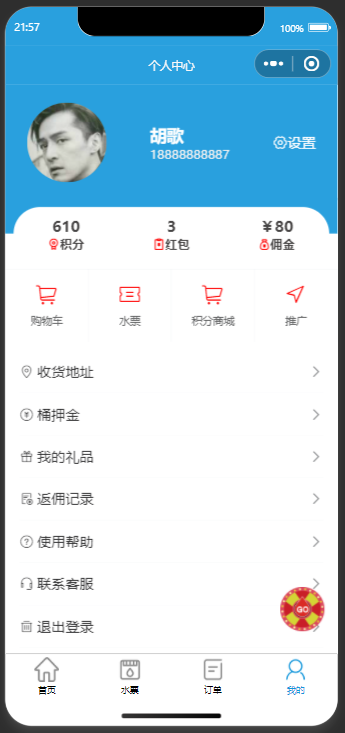 21:57
100%
个人中心
胡歌
18888888887
设置
610 3 ￥80
积分 红包 佣金
购物车 水票 积分商城 推广
收货地址
桶押金
我的礼品
返佣记录
使用帮助
联系客服
GO
退出登录
首页 水票 订单 我的